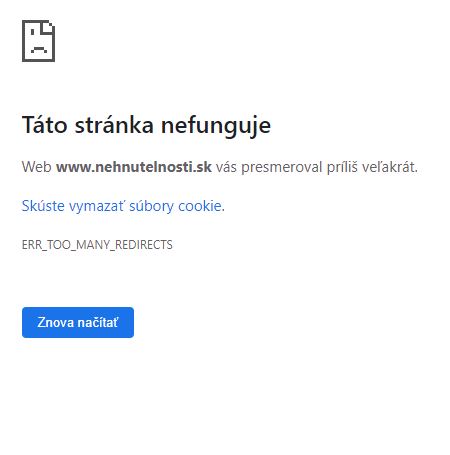 Táto stránka nefunguje
Web www.nehnutelnosti.sk vás presmeroval príliš veľakrát.
Skúste vymazať súbory cookie.
ERR_TOO_MANY_REDIRECTS
Znova načítať